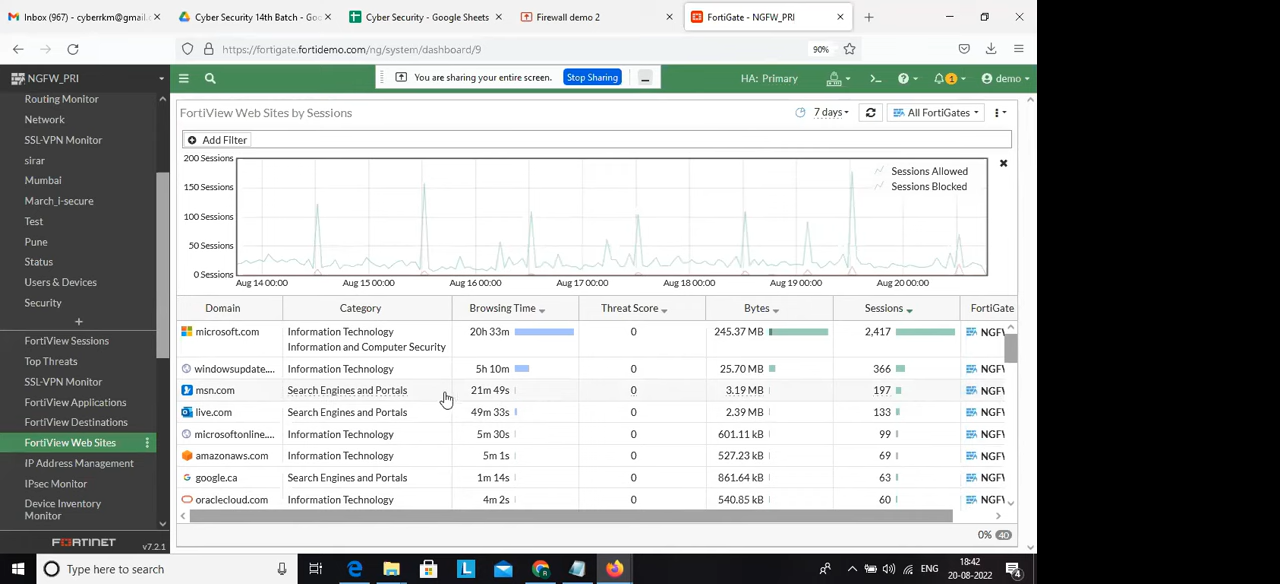 Inbox (967) - cyberrkm@gmail.c
Cyber Security 14th Batch - Goo
Cyber Security - Google Sheets
Firewall demo 2
FortiGate - NGFW_PRI
https://fortigate.fortidemo.com/ng/system/dashboard/9
90%
NGFW_PRI
You are sharing your entire screen.
Stop Sharing
HA: Primary
1
demo
Routing Monitor
Network
SSL-VPN Monitor
sirar
Mumbai
March_i-secure
Test
Pune
Status
Users & Devices
Security
FortiView Sessions
Top Threats
SSL-VPN Monitor
FortiView Applications
FortiView Destinations
FortiView Web Sites
IP Address Management
IPsec Monitor
Device Inventory
Monitor
FORTINET v7.2.1
FortiView Web Sites by Sessions
7 days
All FortiGates
Add Filter
200 Sessions
150 Sessions
100 Sessions
50 Sessions
0 Sessions
Sessions Allowed
Sessions Blocked
Aug 14 00:00 Aug 15 00:00 Aug 16 00:00 Aug 17 00:00 Aug 18 00:00 Aug 19 00:00 Aug 20 00:00
Domain Category Browsing Time Threat Score Bytes Sessions FortiGate
microsoft.com Information Technology 20h 33m 0 245.37 MB 2,417 NGFW
Information and Computer Security
windowsupdate.... Information Technology 5h 10m 0 25.70 MB 366 NGFW
msn.com Search Engines and Portals 21m 49s 0 3.19 MB 197 NGFW
live.com Search Engines and Portals 49m 33s 0 2.39 MB 133 NGFW
microsoftonline.... Information Technology 5m 30s 0 601.11 kB 99 NGFW
amazonaws.com Information Technology 5m 1s 0 527.23 kB 69 NGFW
google.ca Search Engines and Portals 1m 14s 0 861.64 kB 63 NGFW
oraclecloud.com Information Technology 4m 2s 0 540.85 kB 60 NGFW
0% 40
Type here to search
L
ENG
18:42
20-08-2022
4